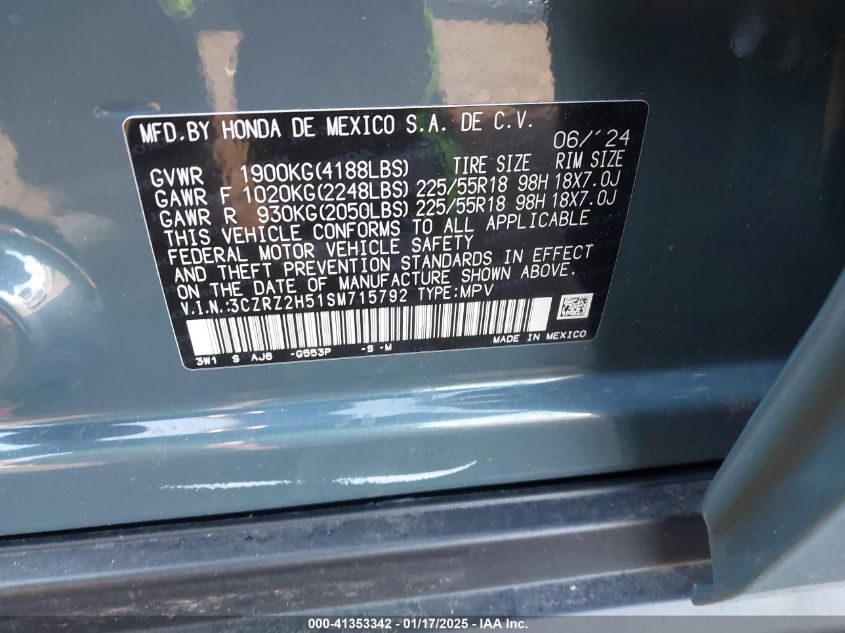 MFD.BY HONDA DE MEXICO S.A. DE C.V. 06/´24
GVWR 1900KG(4188LBS) TIRE SIZE RIM SIZE
GAWR F 1020KG(2248LBS) 225/55R18 98H 18X7.0J
GAWR R 930KG(2050LBS) 225/55R18 98H 18X7.0J
THIS VEHICLE CONFORMS TO ALL APPLICABLE
FEDERAL MOTOR VEHICLE SAFETY
AND THEFT PREVENTION STANDARDS IN EFFECT
ON THE DATE OF MANUFACTURE SHOWN ABOVE.
V.I.N.:3CZRZ2H51SM715792 TYPE:MPV
MADE IN MEXICO
3W1 S AJ6 -G553P -S -M
000-41353342 / 01/17/2025 - IAA Inc.